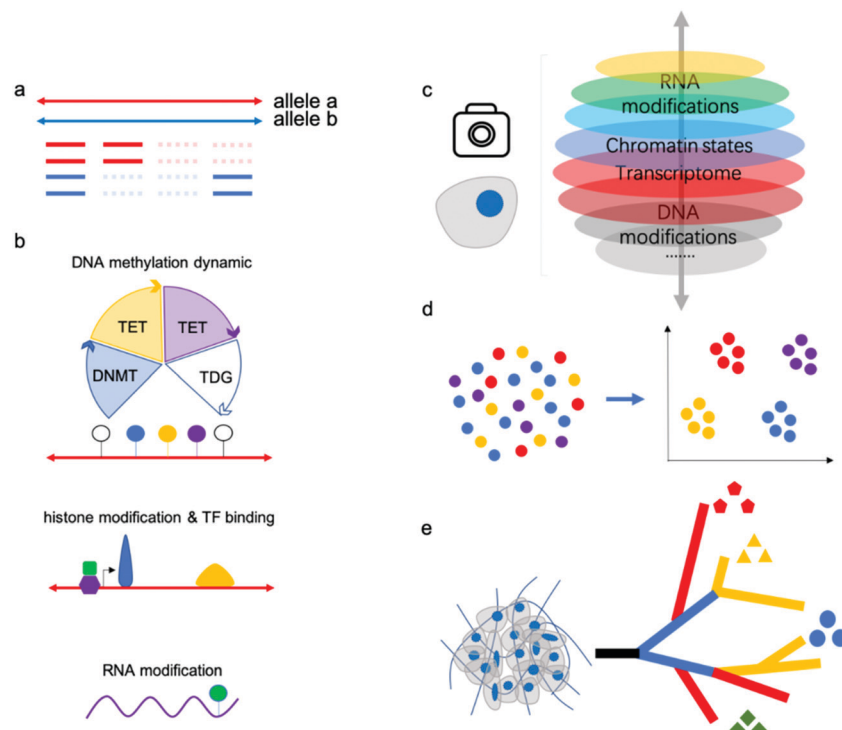 a
allele a
allele b
b
DNA methylation dynamic
TET
TET
DNMT
TDG
histone modification & TF binding
RNA modification
c
RNA
modifications
Chromatin states
Transcriptome
DNA
modifications
.......
d
e